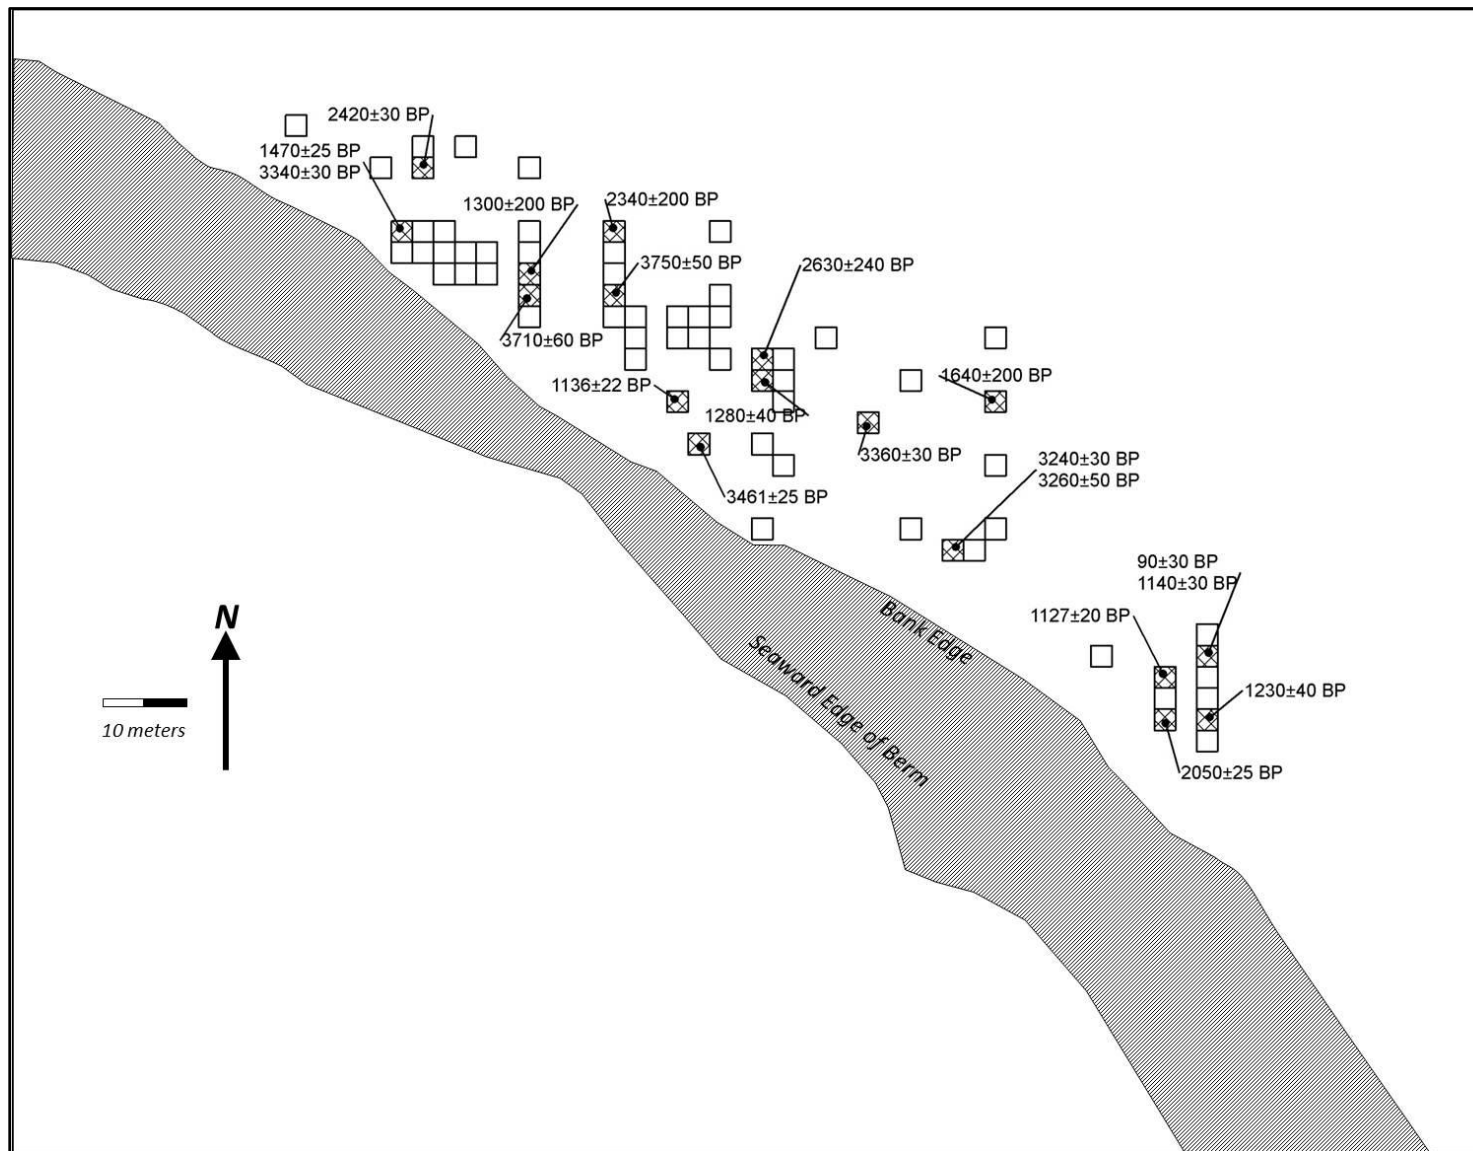 2420±30 BP
1470±25 BP
3340±30 BP
1300±200 BP
2340±200 BP
3750±50 BP
2630±240 BP
3710±60 BP
1136±22 BP
1640±200 BP
1280±40 BP
3360±30 BP
3240±30 BP
3260±50 BP
3461±25 BP
90±30 BP
1140±30 BP
1127±20 BP
Bank Edge
Seaward Edge of Berm
N
10 meters
1230±40 BP
2050±25 BP